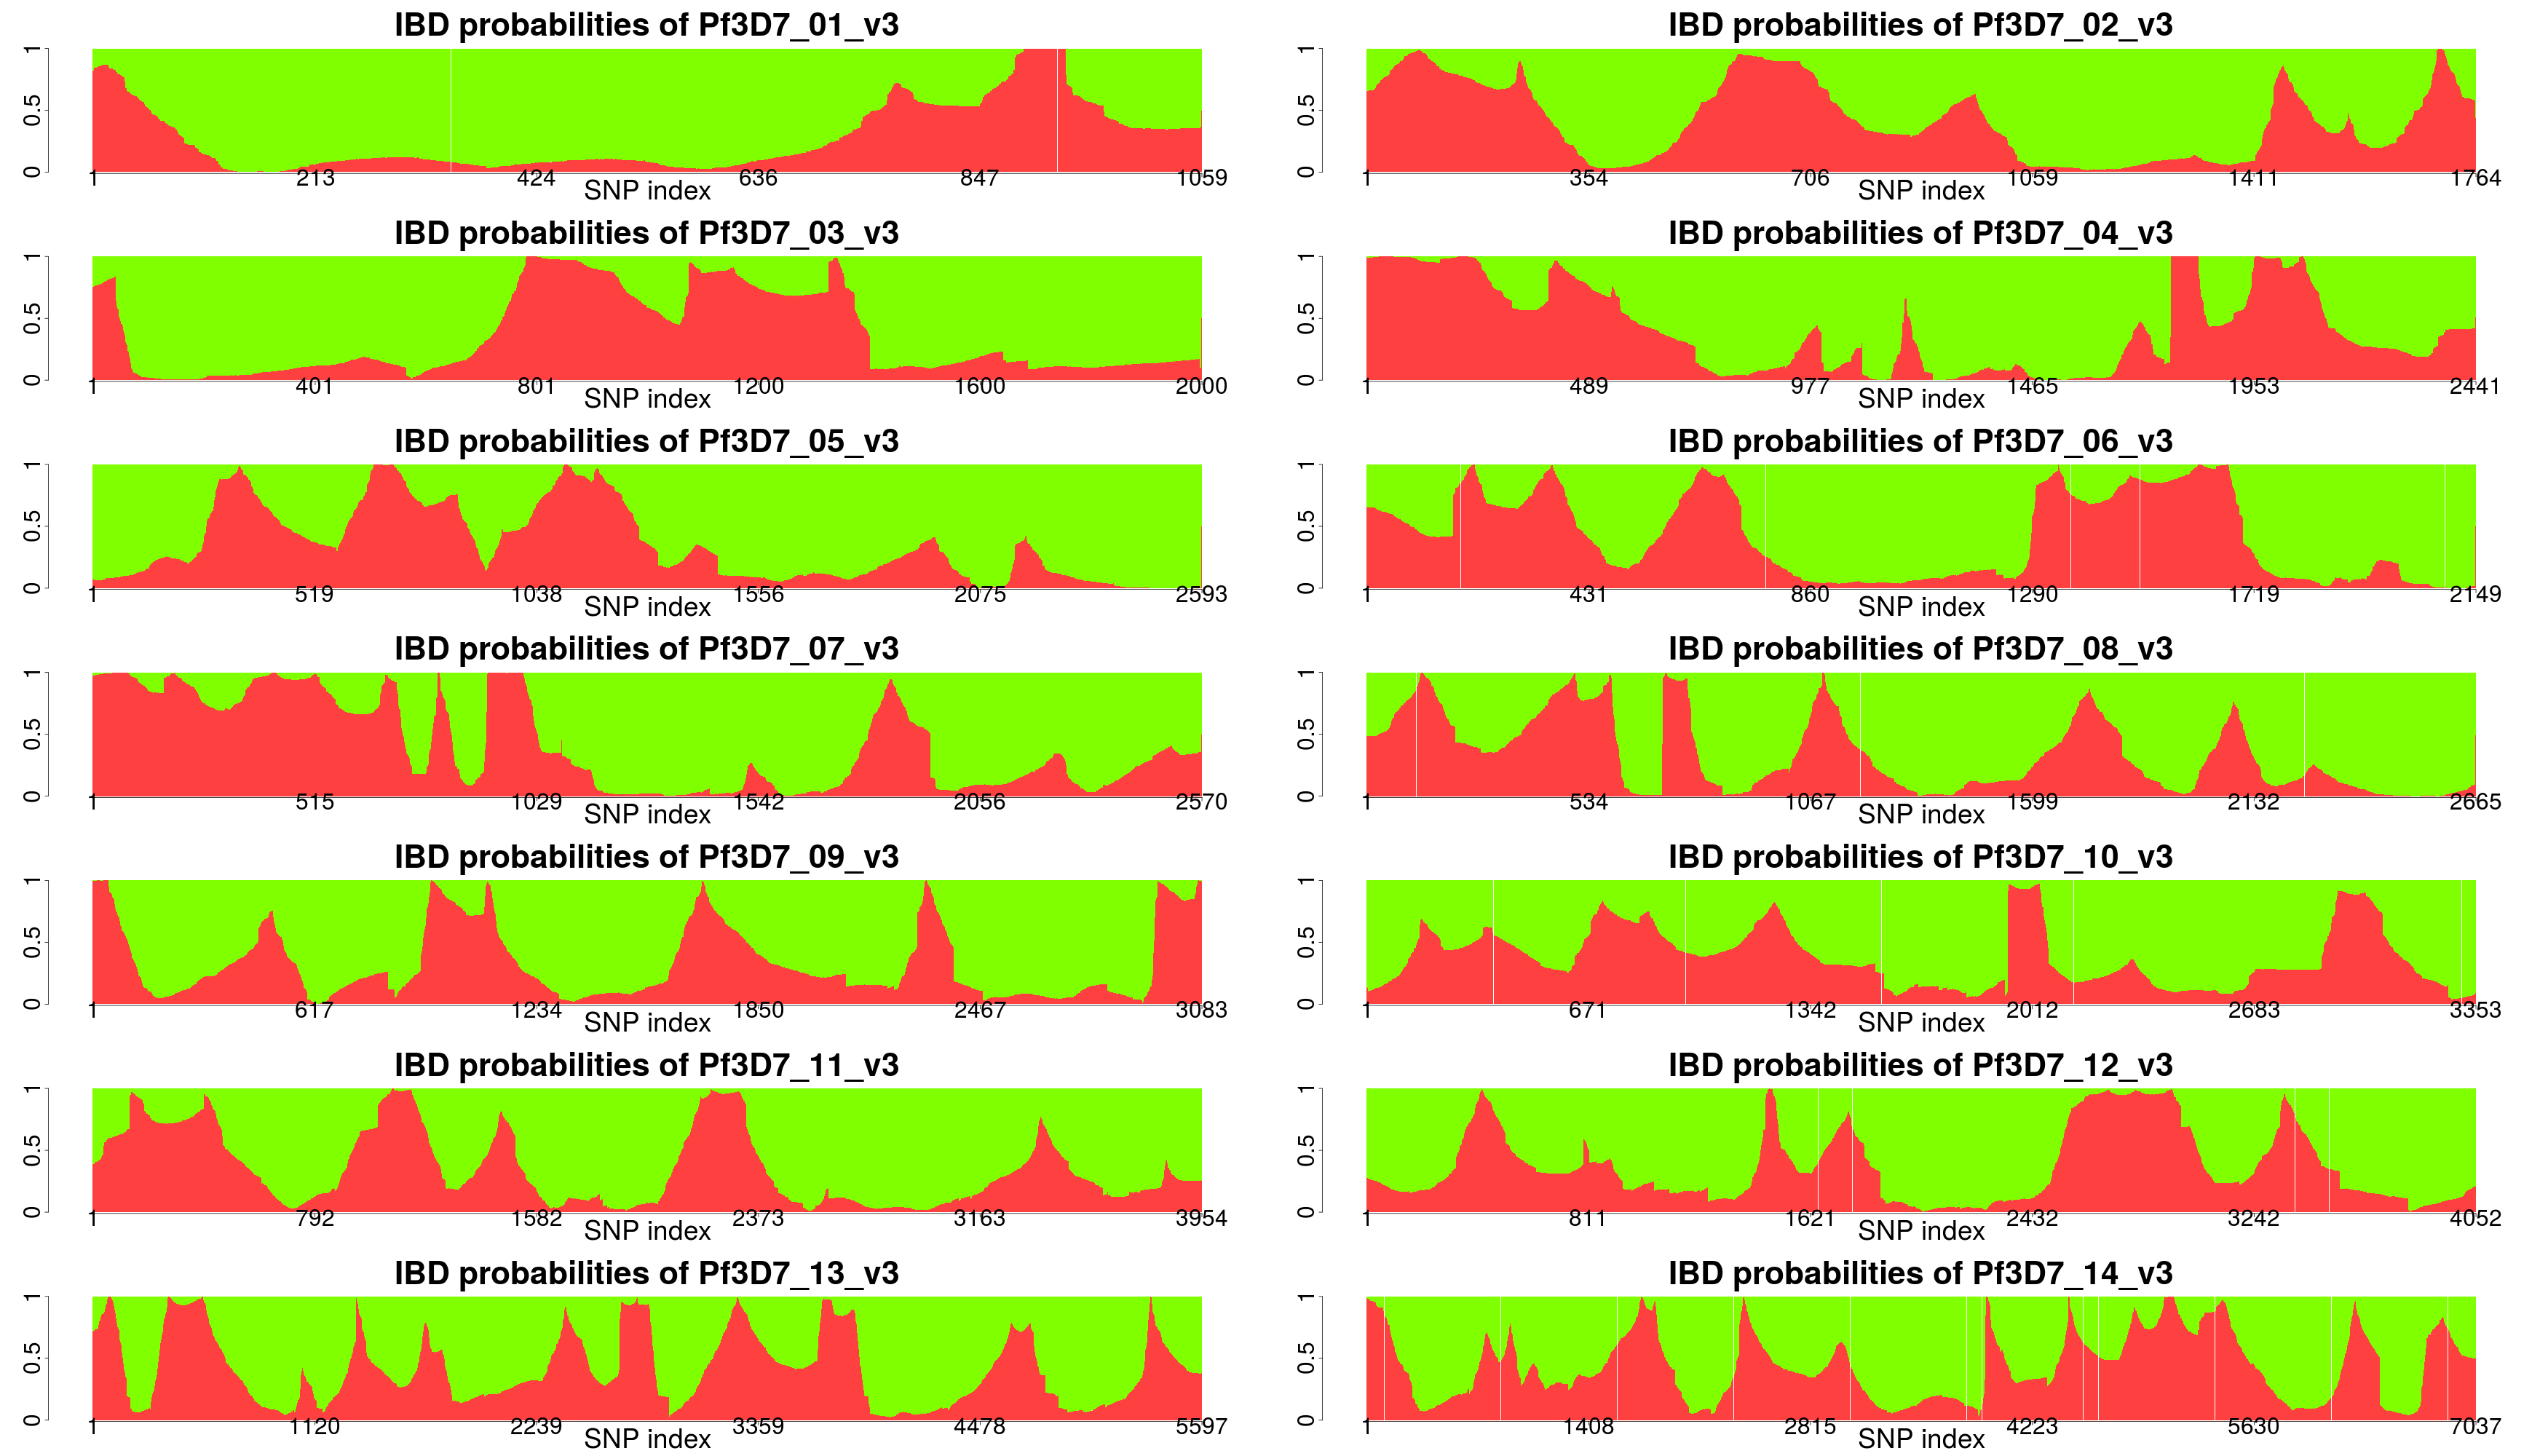 IBD probabilities of Pf3D7_01_v3
0 0.5 1
1 213 424 636 847 1059
SNP index
IBD probabilities of Pf3D7_02_v3
0 0.5 1
1 354 706 1059 1411 1764
SNP index
IBD probabilities of Pf3D7_03_v3
0 0.5 1
1 401 801 1200 1600 2000
SNP index
IBD probabilities of Pf3D7_04_v3
0 0.5 1
1 489 977 1465 1953 2441
SNP index
IBD probabilities of Pf3D7_05_v3
0 0.5 1
1 519 1038 1556 2075 2593
SNP index
IBD probabilities of Pf3D7_06_v3
0 0.5 1
1 431 860 1290 1719 2149
SNP index
IBD probabilities of Pf3D7_07_v3
0 0.5 1
1 515 1029 1542 2056 2570
SNP index
IBD probabilities of Pf3D7_08_v3
0 0.5 1
1 534 1067 1599 2132 2665
SNP index
IBD probabilities of Pf3D7_09_v3
0 0.5 1
1 617 1234 1850 2467 3083
SNP index
IBD probabilities of Pf3D7_10_v3
0 0.5 1
1 671 1342 2012 2683 3353
SNP index
IBD probabilities of Pf3D7_11_v3
0 0.5 1
1 792 1582 2373 3163 3954
SNP index
IBD probabilities of Pf3D7_12_v3
0 0.5 1
1 811 1621 2432 3242 4052
SNP index
IBD probabilities of Pf3D7_13_v3
0 0.5 1
1 1120 2239 3359 4478 5597
SNP index
IBD probabilities of Pf3D7_14_v3
0 0.5 1
1 1408 2815 4223 5630 7037
SNP index